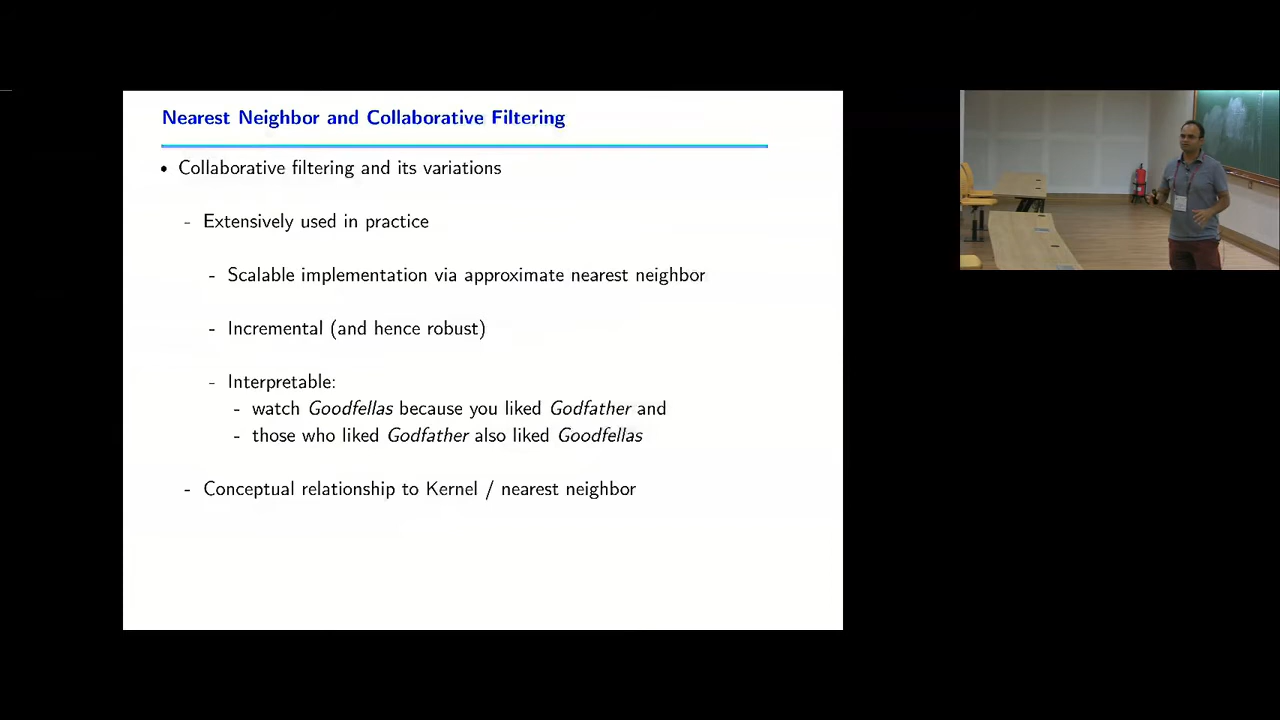 Nearest Neighbor and Collaborative Filtering
• Collaborative filtering and its variations
- Extensively used in practice
- Scalable implementation via approximate nearest neighbor
- Incremental (and hence robust)
- Interpretable:
- watch Goodfellas because you liked Godfather and
- those who liked Godfather also liked Goodfellas
- Conceptual relationship to Kernel / nearest neighbor